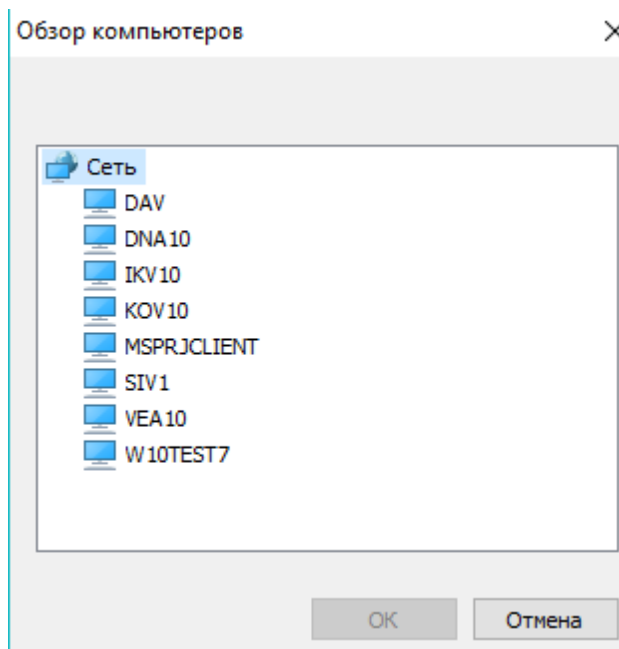 Обзор компьютеров
Сеть
DAV
DNA10
IKV10
KOV10
MSPRJCLIENT
SIV1
VEA10
W10TEST7
OK
Отмена